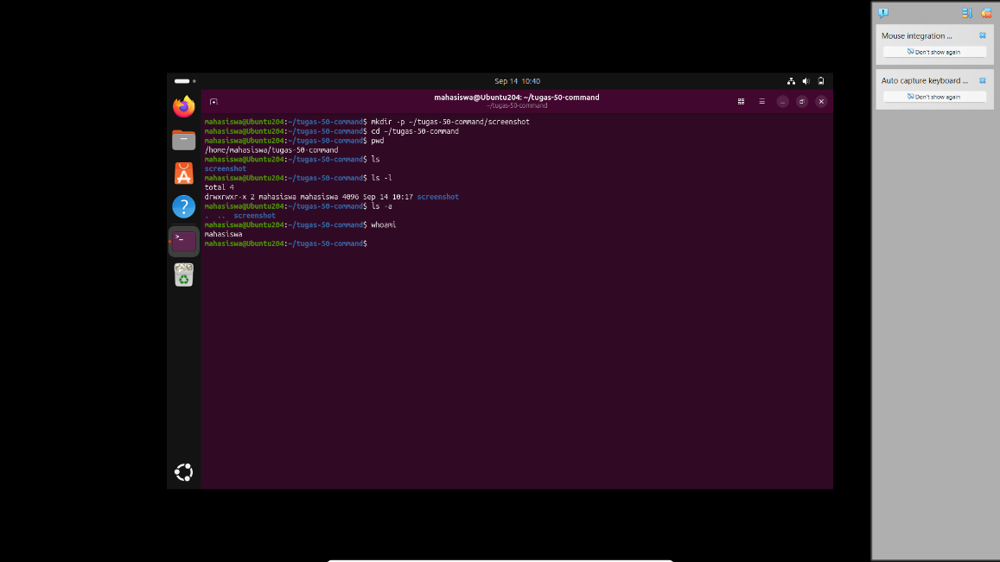 Sep 14 10:40
mahasiswa@Ubuntu204: ~/tugas-50-command
~/tugas-50-command
mahasiswa@Ubuntu204:~/tugas-50-command$ mkdir -p ~/tugas-50-command/screenshot
mahasiswa@Ubuntu204:~/tugas-50-command$ cd ~/tugas-50-command
mahasiswa@Ubuntu204:~/tugas-50-command$ pwd
/home/mahasiswa/tugas-50-command
mahasiswa@Ubuntu204:~/tugas-50-command$ ls
screenshot
mahasiswa@Ubuntu204:~/tugas-50-command$ ls -l
total 4
drwxrwxr-x 2 mahasiswa mahasiswa 4096 Sep 14 10:17 screenshot
mahasiswa@Ubuntu204:~/tugas-50-command$ ls -a
.  ..  screenshot
mahasiswa@Ubuntu204:~/tugas-50-command$ whoami
mahasiswa
mahasiswa@Ubuntu204:~/tugas-50-command$
Mouse integration ...
Don't show again
Auto capture keyboard ...
Don't show again